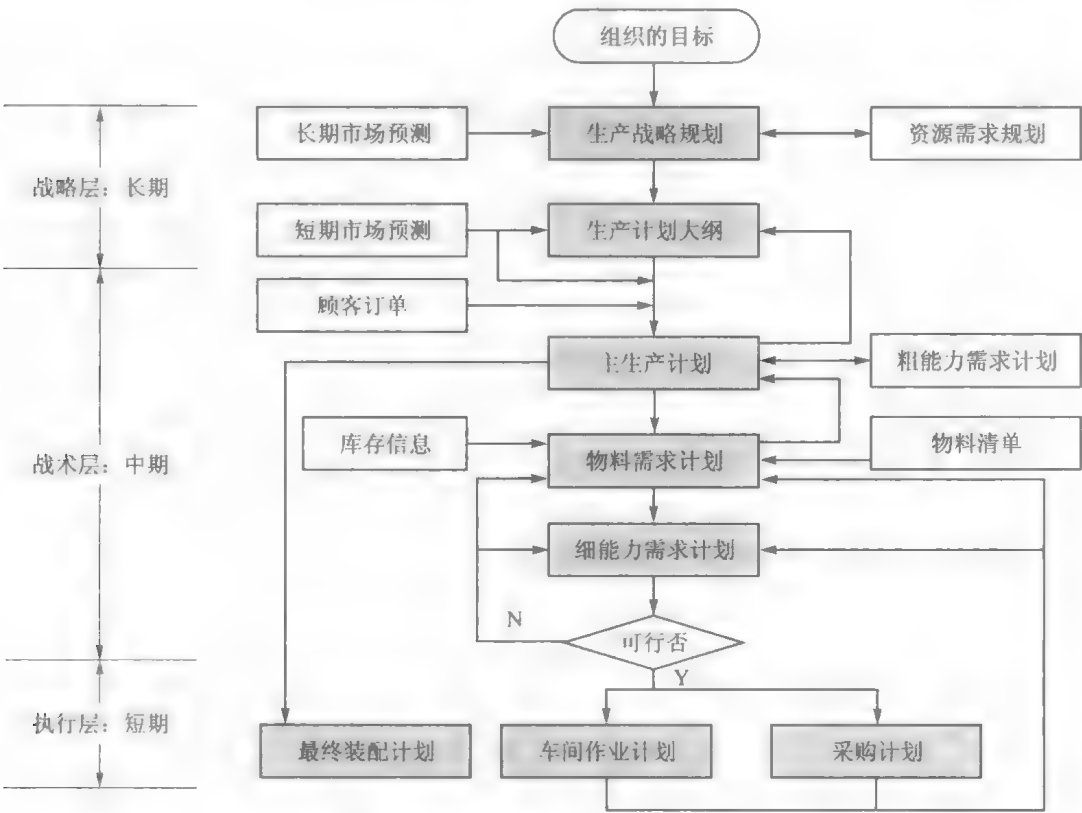 组织的目标
长期市场预测
生产战略规划
资源需求规划
战略层：长期
短期市场预测
生产计划大纲
顾客订单
主生产计划
粗能力需求计划
库存信息
物料需求计划
物料清单
战术层：中期
细能力需求计划
N
可行否
Y
执行层：短期
最终装配计划
车间作业计划
采购计划